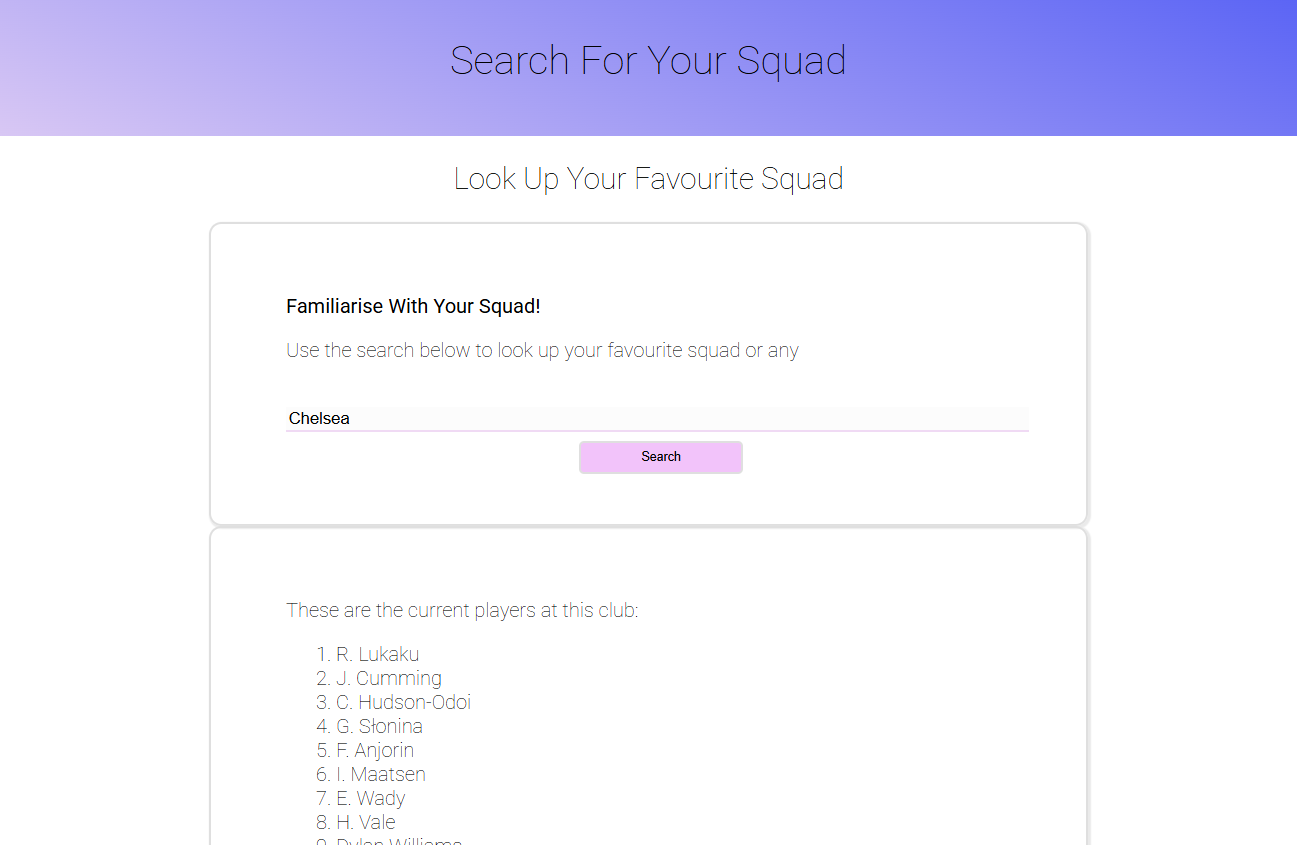 Search For Your Squad
Look Up Your Favourite Squad
Familiarise With Your Squad!
Use the search below to look up your favourite squad or any
Chelsea
Search
These are the current players at this club:
1. R. Lukaku
2. J. Cumming
3. C. Hudson-Odoi
4. G. Słonina
5. F. Anjorin
6. I. Maatsen
7. E. Wady
8. H. Vale
9. Dylan Williams